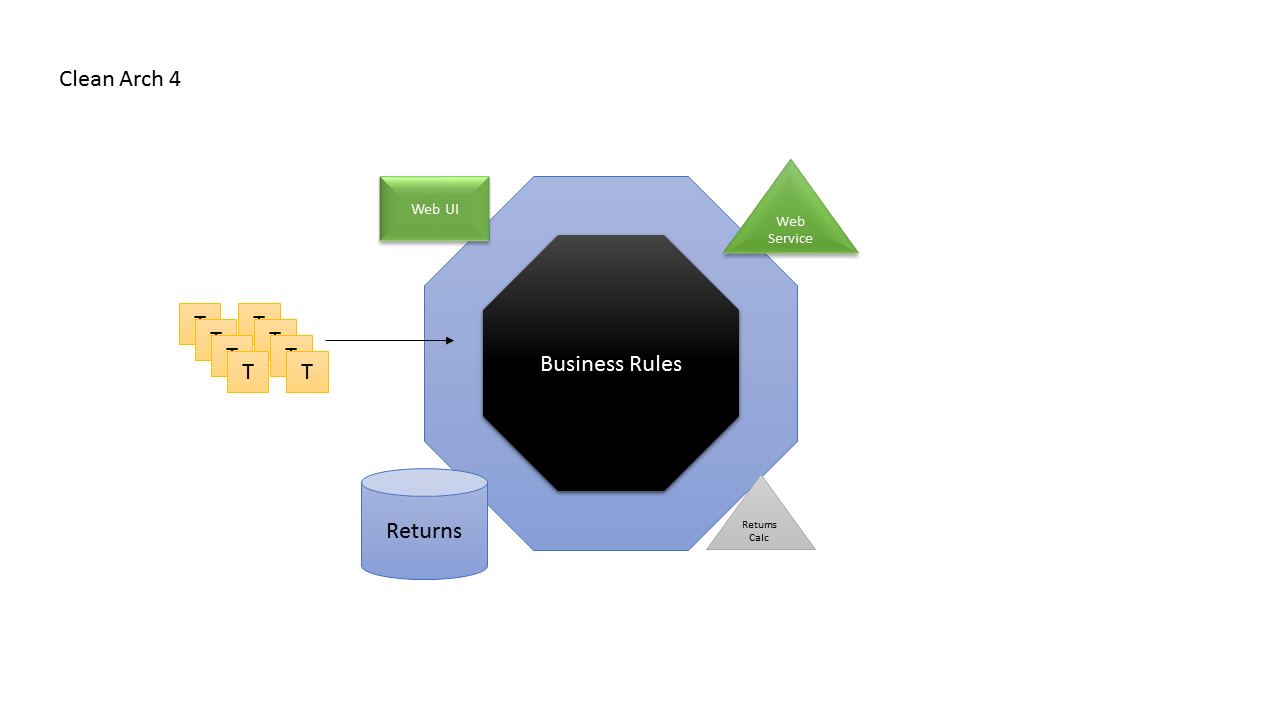 Clean Arch 4
Web UI
Web
Service
T
T
T
T
T
T
T
T
Business Rules
Returns
Returns
Calc